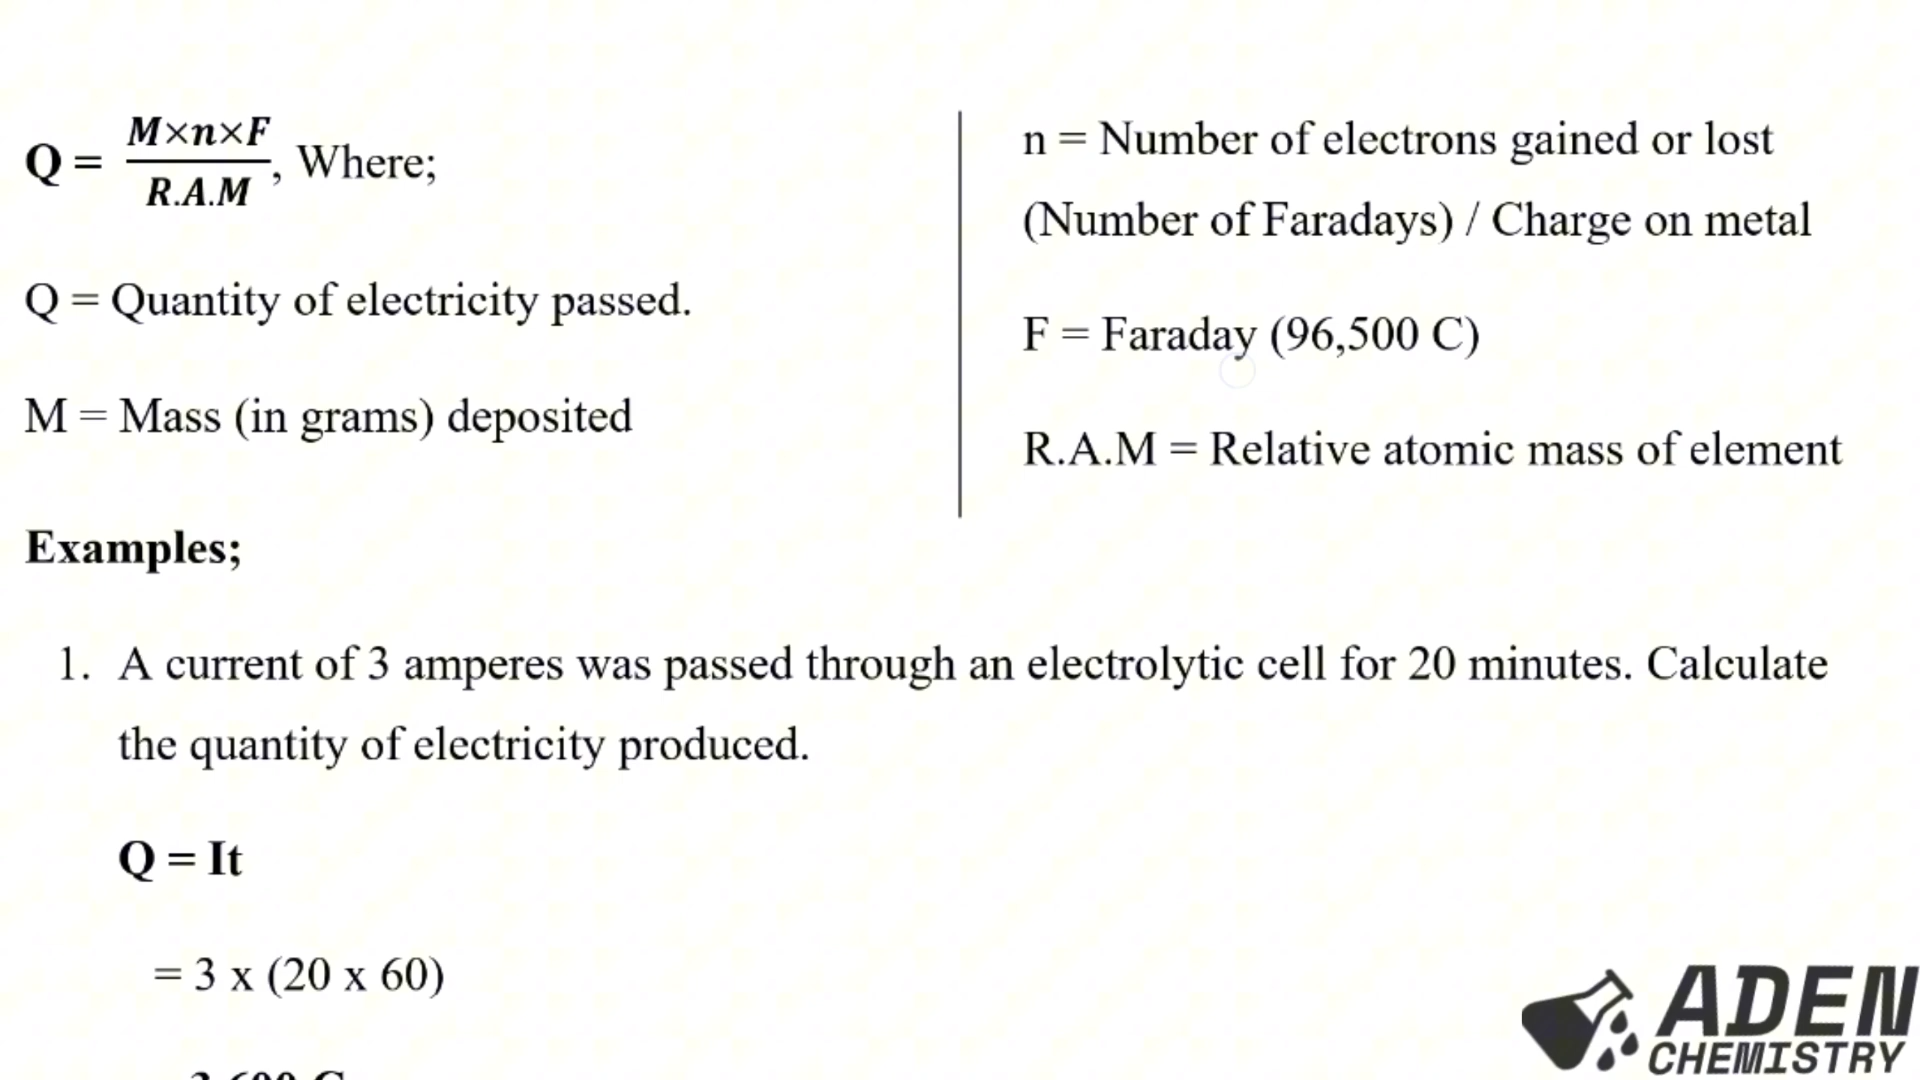 Q = M×n×F / R.A.M , Where;
Q = Quantity of electricity passed.
M = Mass (in grams) deposited
n = Number of electrons gained or lost
(Number of Faradays) / Charge on metal
F = Faraday (96,500 C)
R.A.M = Relative atomic mass of element
Examples;
1. A current of 3 amperes was passed through an electrolytic cell for 20 minutes. Calculate
the quantity of electricity produced.
Q = It
= 3 x (20 x 60)
ADEN
CHEMISTRY